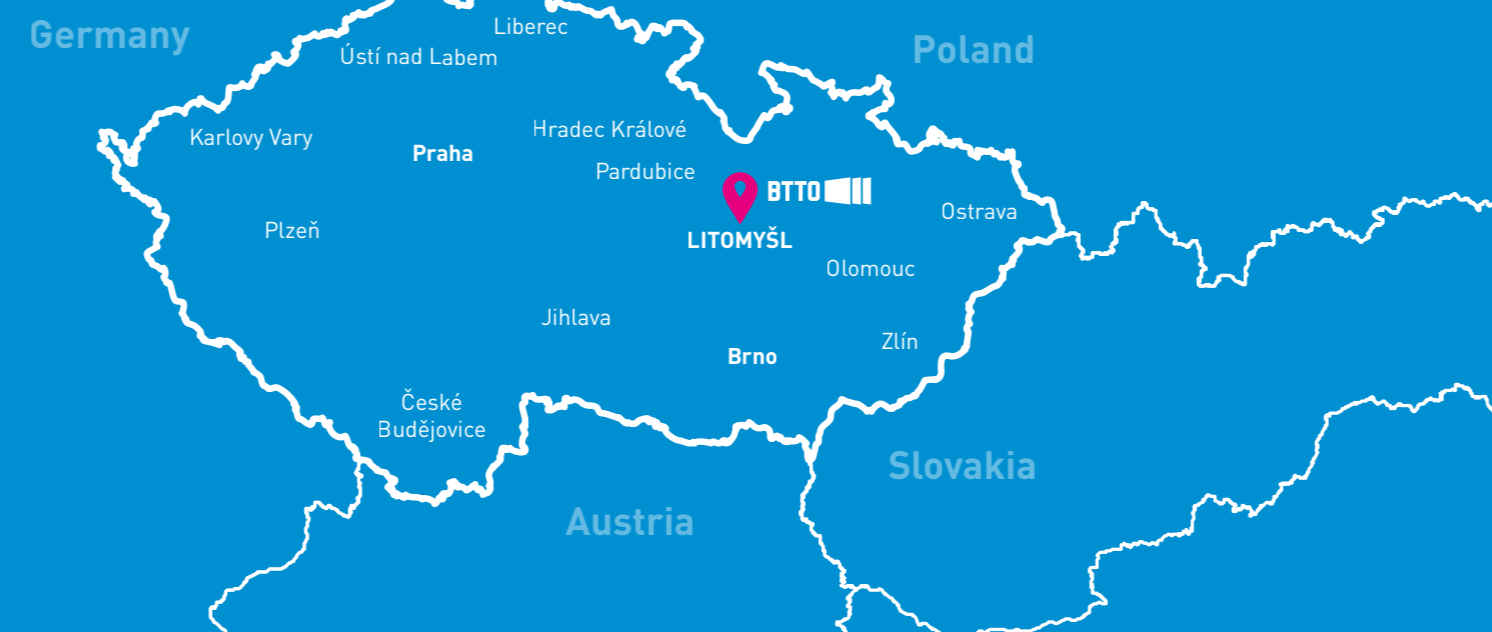 Germany
Liberec
Ústí nad Labem
Poland
Karlovy Vary
Praha
Hradec Králové
Pardubice
BTTO
LITOMYŠL
Ostrava
Plzeň
Olomouc
Jihlava
Brno
Zlín
České
Budějovice
Slovakia
Austria